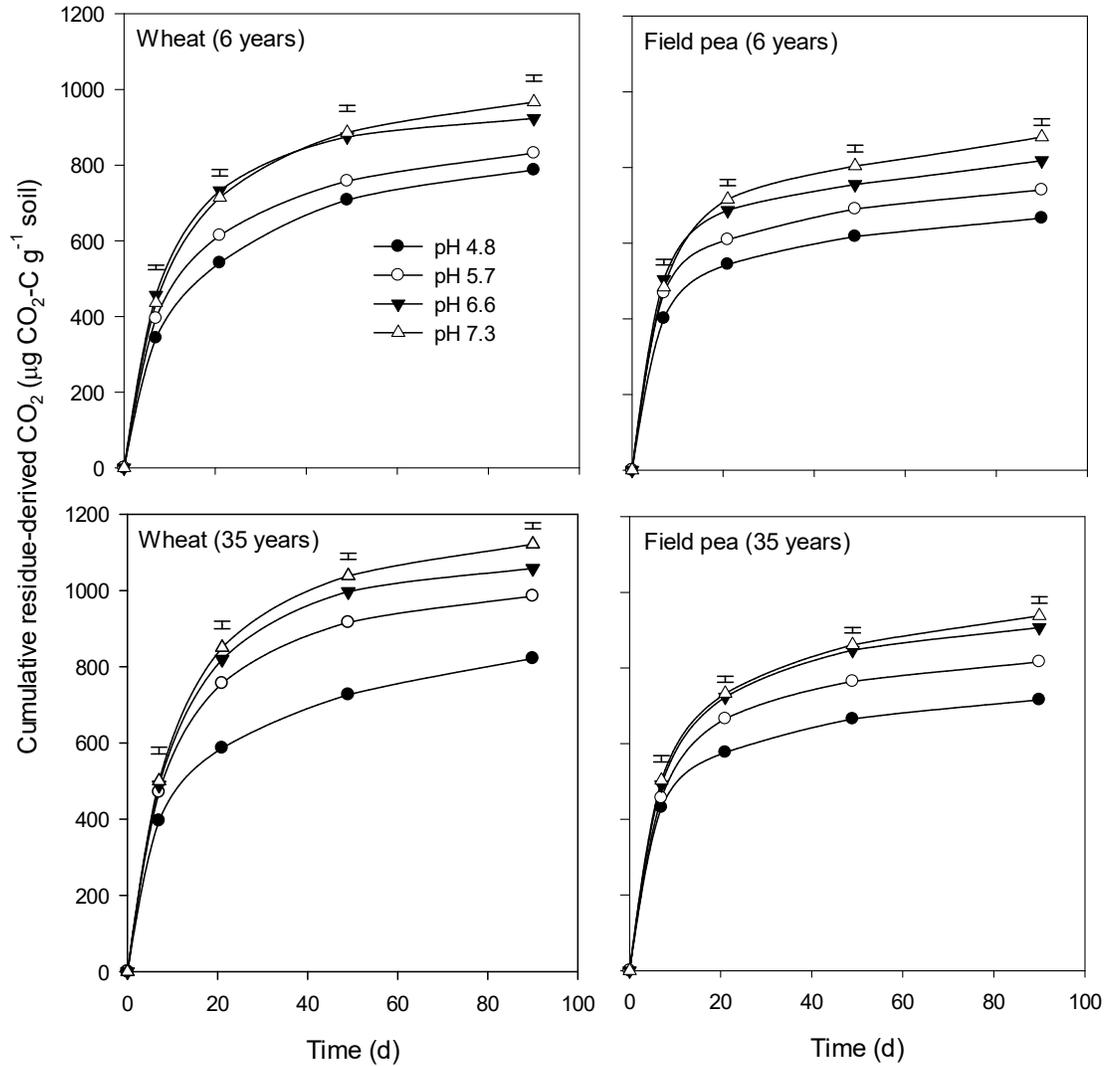 Cumulative residue-derived CO₂ (μg CO₂-C g⁻¹ soil)
Wheat (6 years)
1200
1000
800
600
400
200
0
pH 4.8
pH 5.7
pH 6.6
pH 7.3
Field pea (6 years)
Wheat (35 years)
1200
1000
800
600
400
200
0
0 20 40 60 80 100
Time (d)
Field pea (35 years)
0 20 40 60 80 100
Time (d)